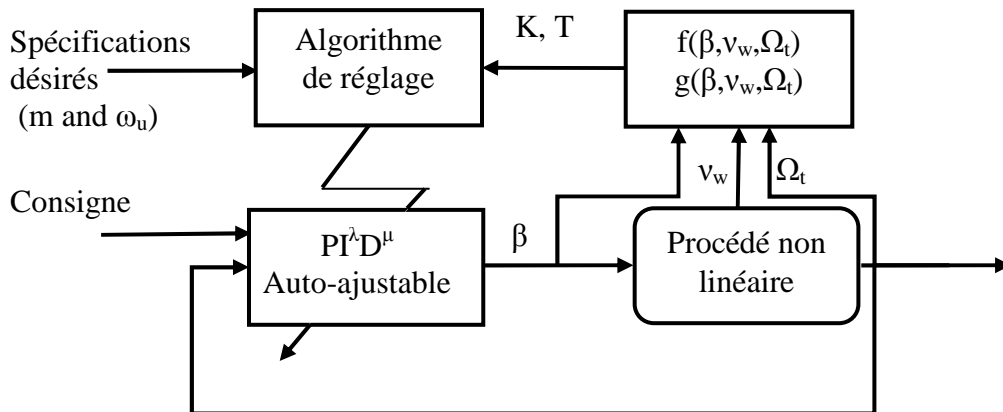 Spécifications
désirés
(m and ωu)
Algorithme
de réglage
K, T
f(β,νw,Ωt)
g(β,νw,Ωt)
νw
Ωt
Consigne
PIλDμ
Auto-ajustable
β
Procédé non
linéaire